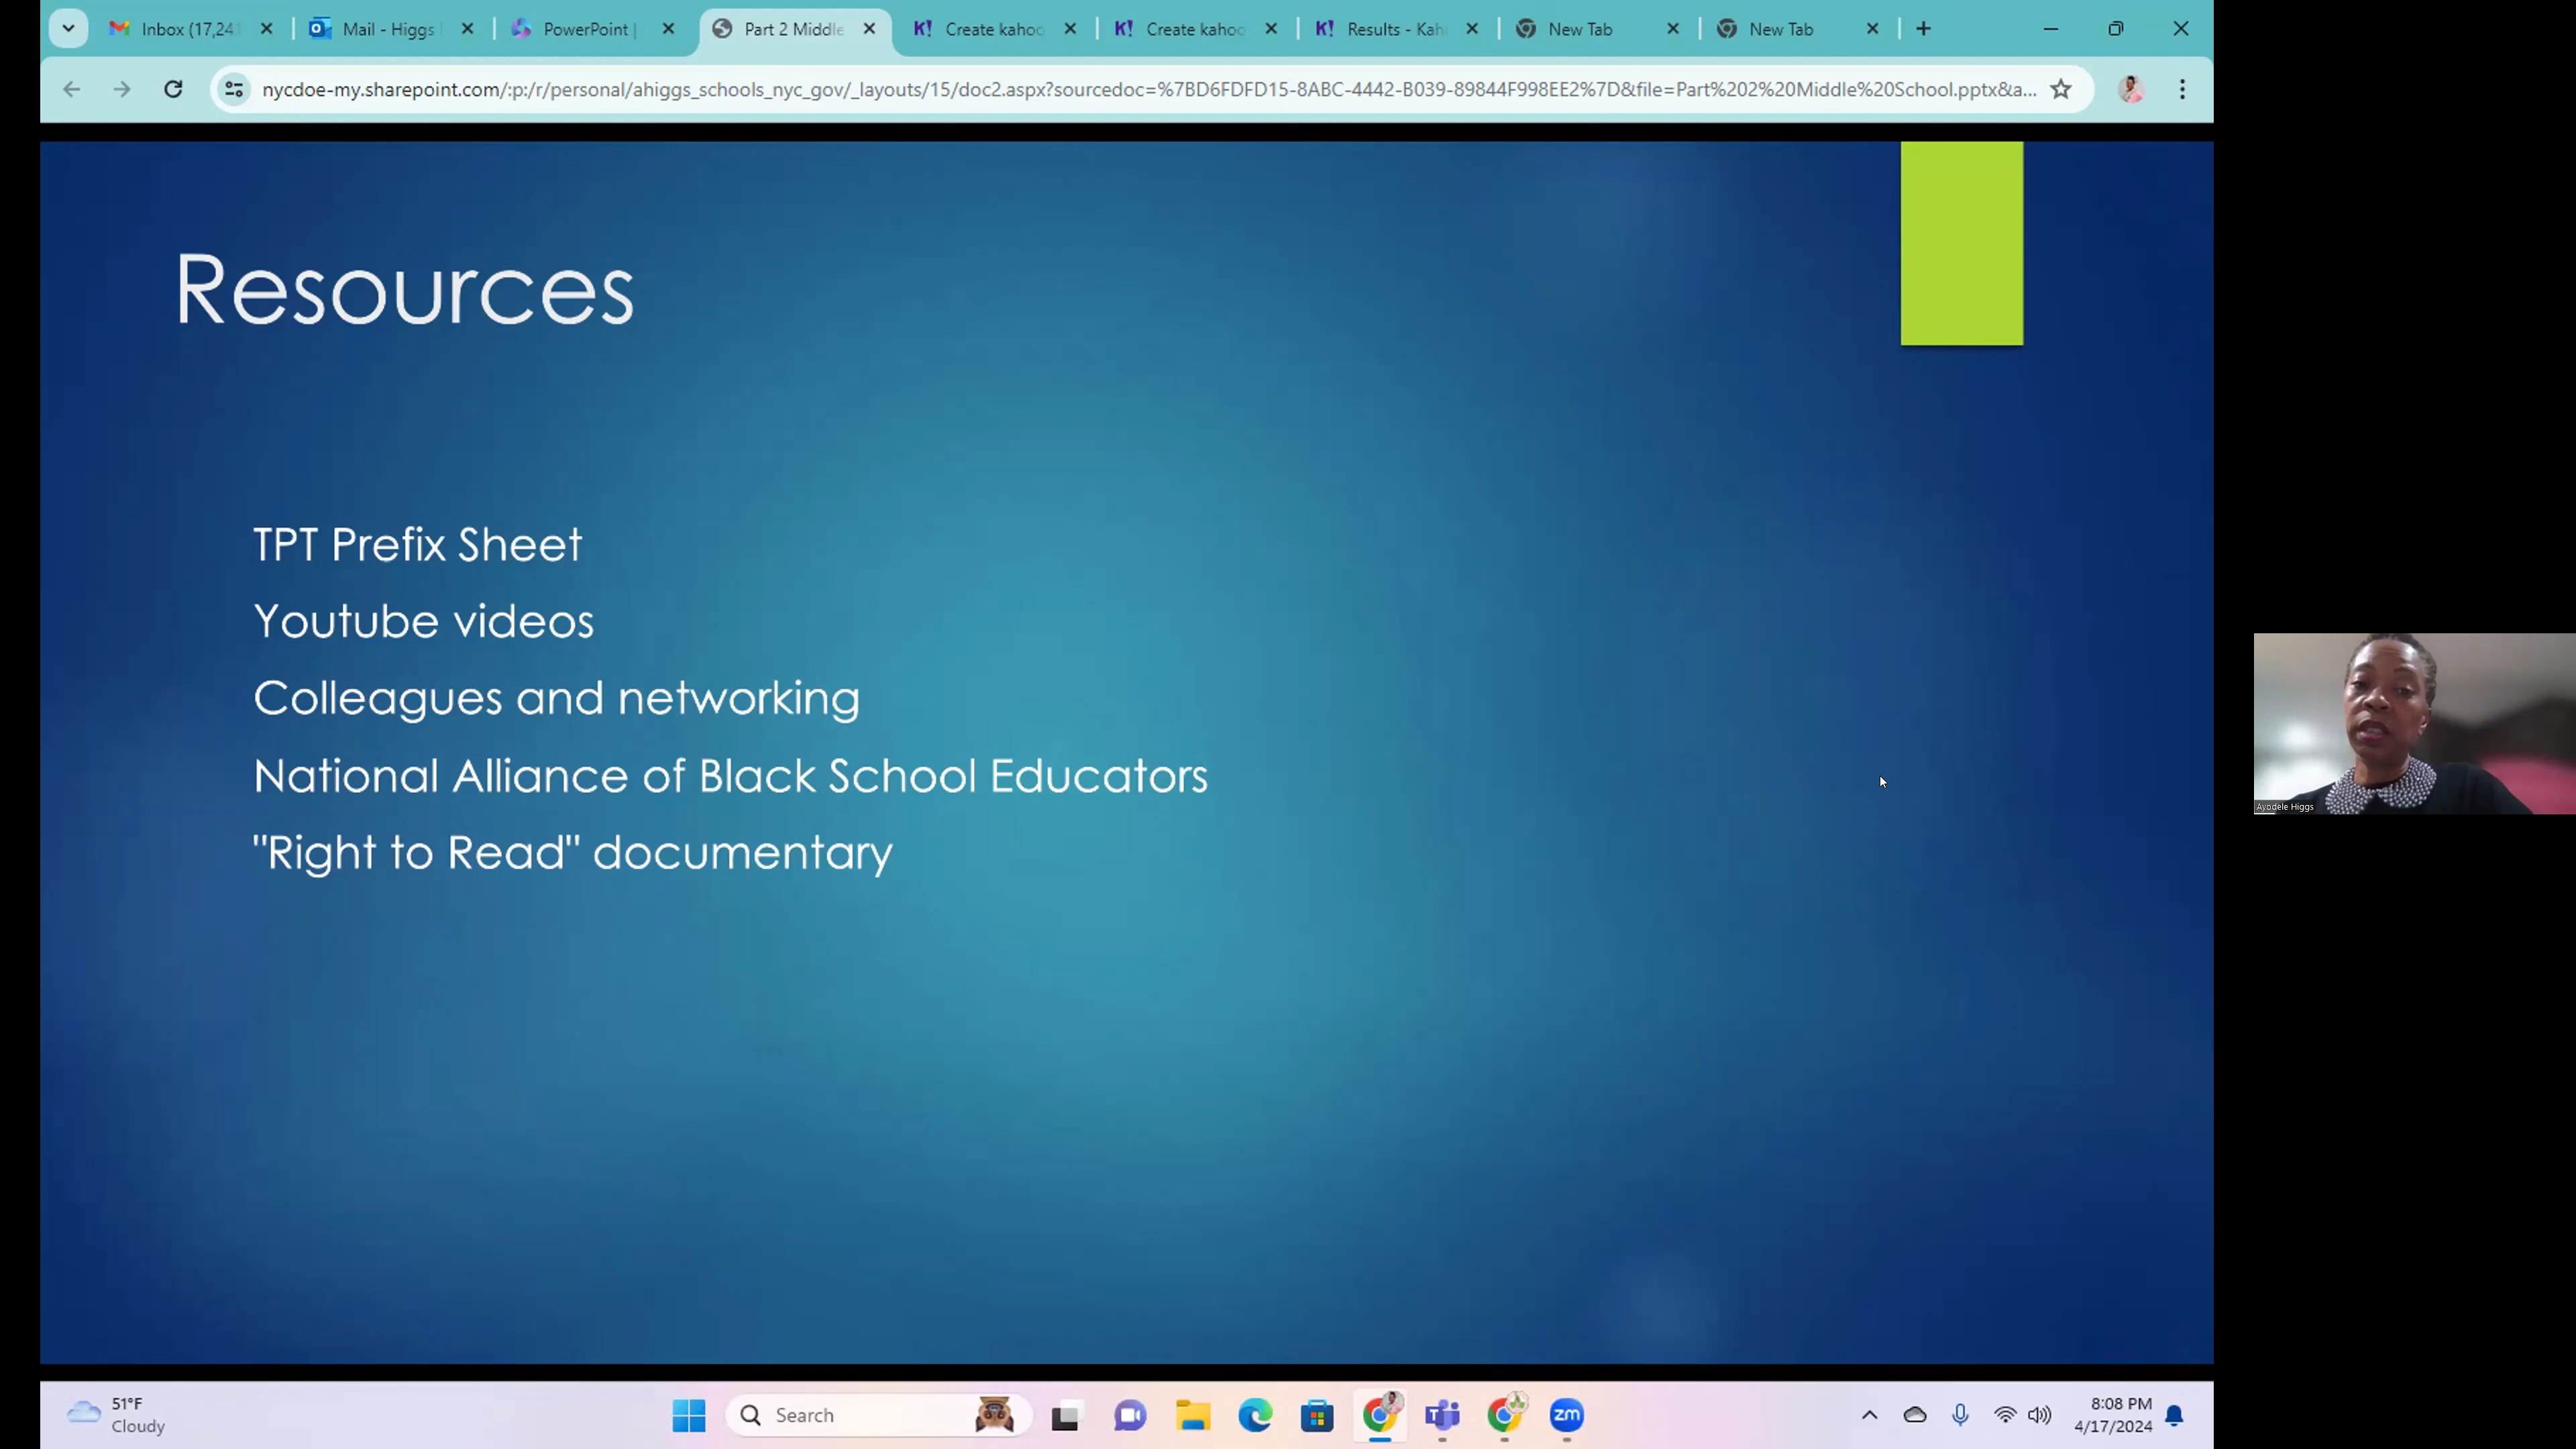 Inbox (17,241
Mail - Higgs
PowerPoint |
Part 2 Middle
K! Create kahoo
K! Create kahoo
K! Results - Kah
New Tab
New Tab
nycdoe-my.sharepoint.com/:p:/r/personal/ahiggs_schools_nyc_gov/_layouts/15/doc2.aspx?sourcedoc=%7BD6FDFD15-8ABC-4442-B039-89844F998EE2%7D&file=Part%202%20Middle%20School.pptx&a...
Resources
TPT Prefix Sheet
Youtube videos
Colleagues and networking
National Alliance of Black School Educators
"Right to Read" documentary
Ayodele Higgs
51°F
Cloudy
Search
zm
8:08 PM
4/17/2024